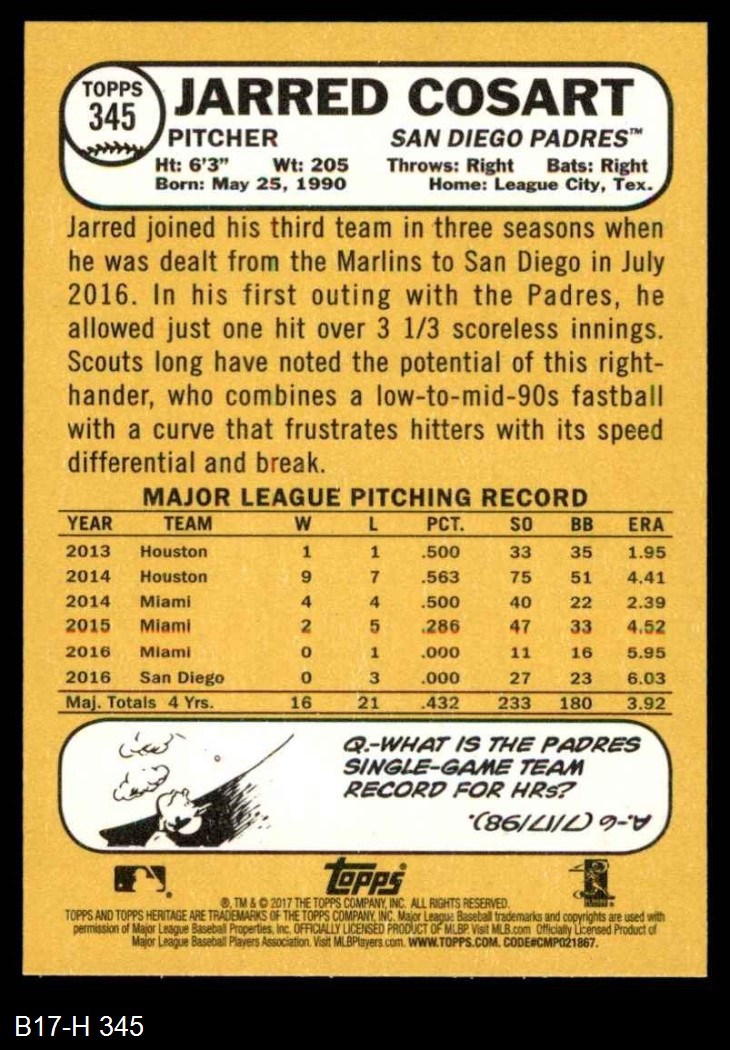 TOPPS
345
JARRED COSART
PITCHER SAN DIEGO PADRES™
Ht: 6'3" Wt: 205 Throws: Right Bats: Right
Born: May 25, 1990 Home: League City, Tex.
Jarred joined his third team in three seasons when
he was dealt from the Marlins to San Diego in July
2016. In his first outing with the Padres, he
allowed just one hit over 3 1/3 scoreless innings.
Scouts long have noted the potential of this right-
hander, who combines a low-to-mid-90s fastball
with a curve that frustrates hitters with its speed
differential and break.
MAJOR LEAGUE PITCHING RECORD
YEAR TEAM W L PCT. SO BB ERA
2013 Houston 1 1 .500 33 35 1.95
2014 Houston 9 7 .563 75 51 4.41
2014 Miami 4 4 .500 40 22 2.39
2015 Miami 2 5 .286 47 33 4.52
2016 Miami 0 1 .000 11 16 5.95
2016 San Diego 0 3 .000 27 23 6.03
Maj. Totals 4 Yrs. 16 21 .432 233 180 3.92
Q.-WHAT IS THE PADRES
SINGLE-GAME TEAM
RECORD FOR HRs?
A.-6 (7/17/98).
Topps
®, TM & © 2017 THE TOPPS COMPANY, INC. ALL RIGHTS RESERVED.
TOPPS AND TOPPS HERITAGE ARE TRADEMARKS OF THE TOPPS COMPANY, INC. Major League Baseball trademarks and copyrights are used with
permission of Major League Baseball Properties, Inc. OFFICIALLY LICENSED PRODUCT OF MLBP. Visit MLB.com Officially Licensed Product of
Major League Baseball Players Association. Visit MLBPlayers.com. WWW.TOPPS.COM. CODE#CMP021867.
B17-H 345